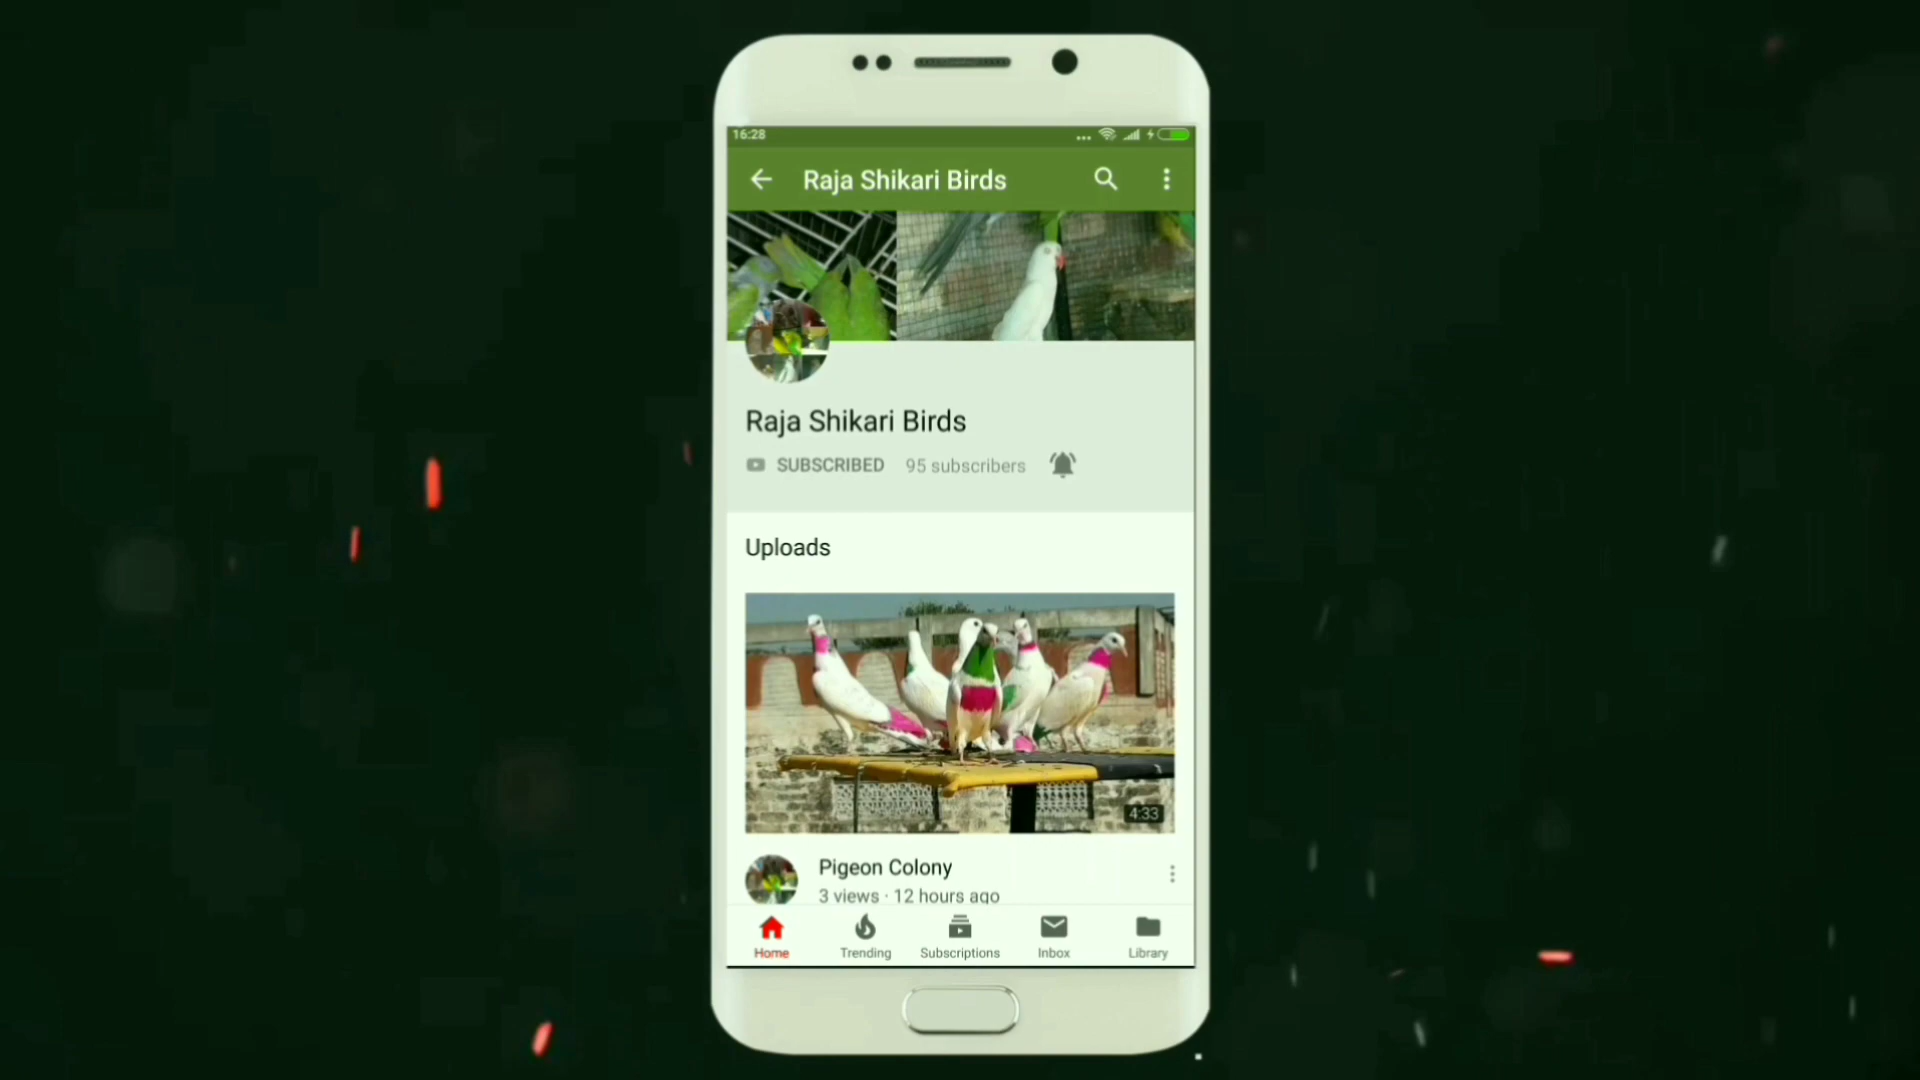 16:28
Raja Shikari Birds
Raja Shikari Birds
SUBSCRIBED 95 subscribers
Uploads
4:33
Pigeon Colony
3 views · 12 hours ago
Home Trending Subscriptions Inbox Library